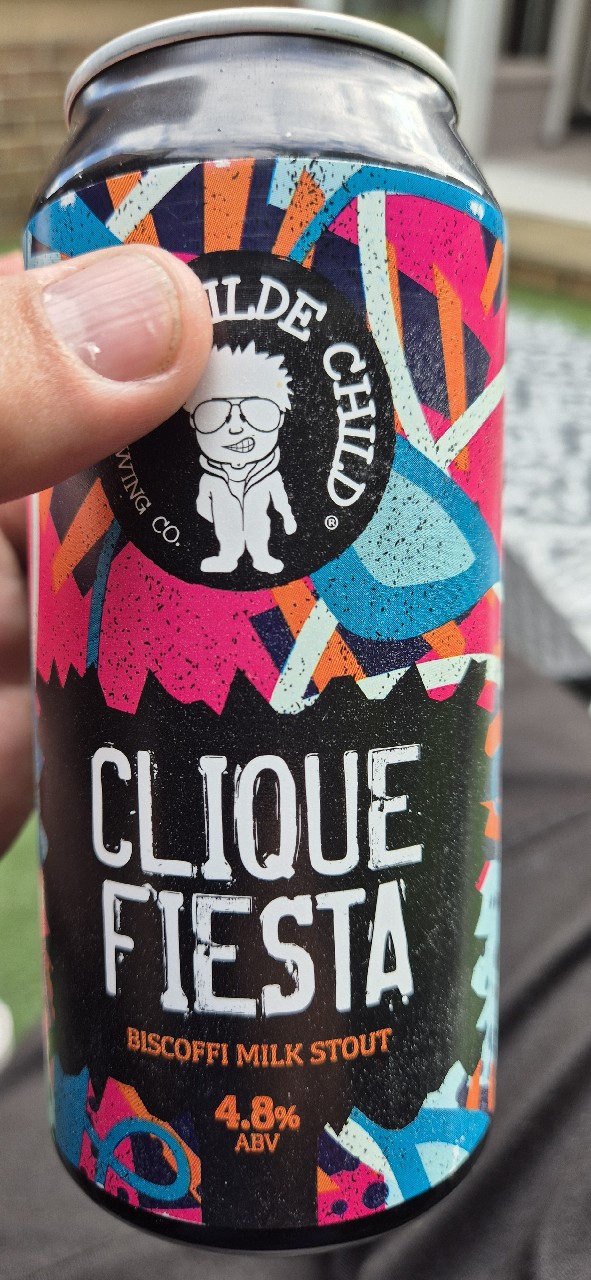 ILDE CHILD
®
WING CO.
CLIQUE
FIESTA
BISCOFFI MILK STOUT
4.8%
ABV